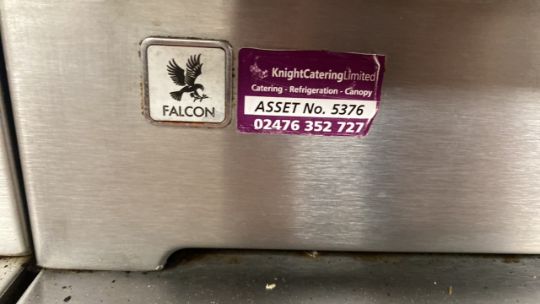 FALCON
KnightCateringLimited
Catering - Refrigeration - Canopy
ASSET No. 5376
02476 352 727